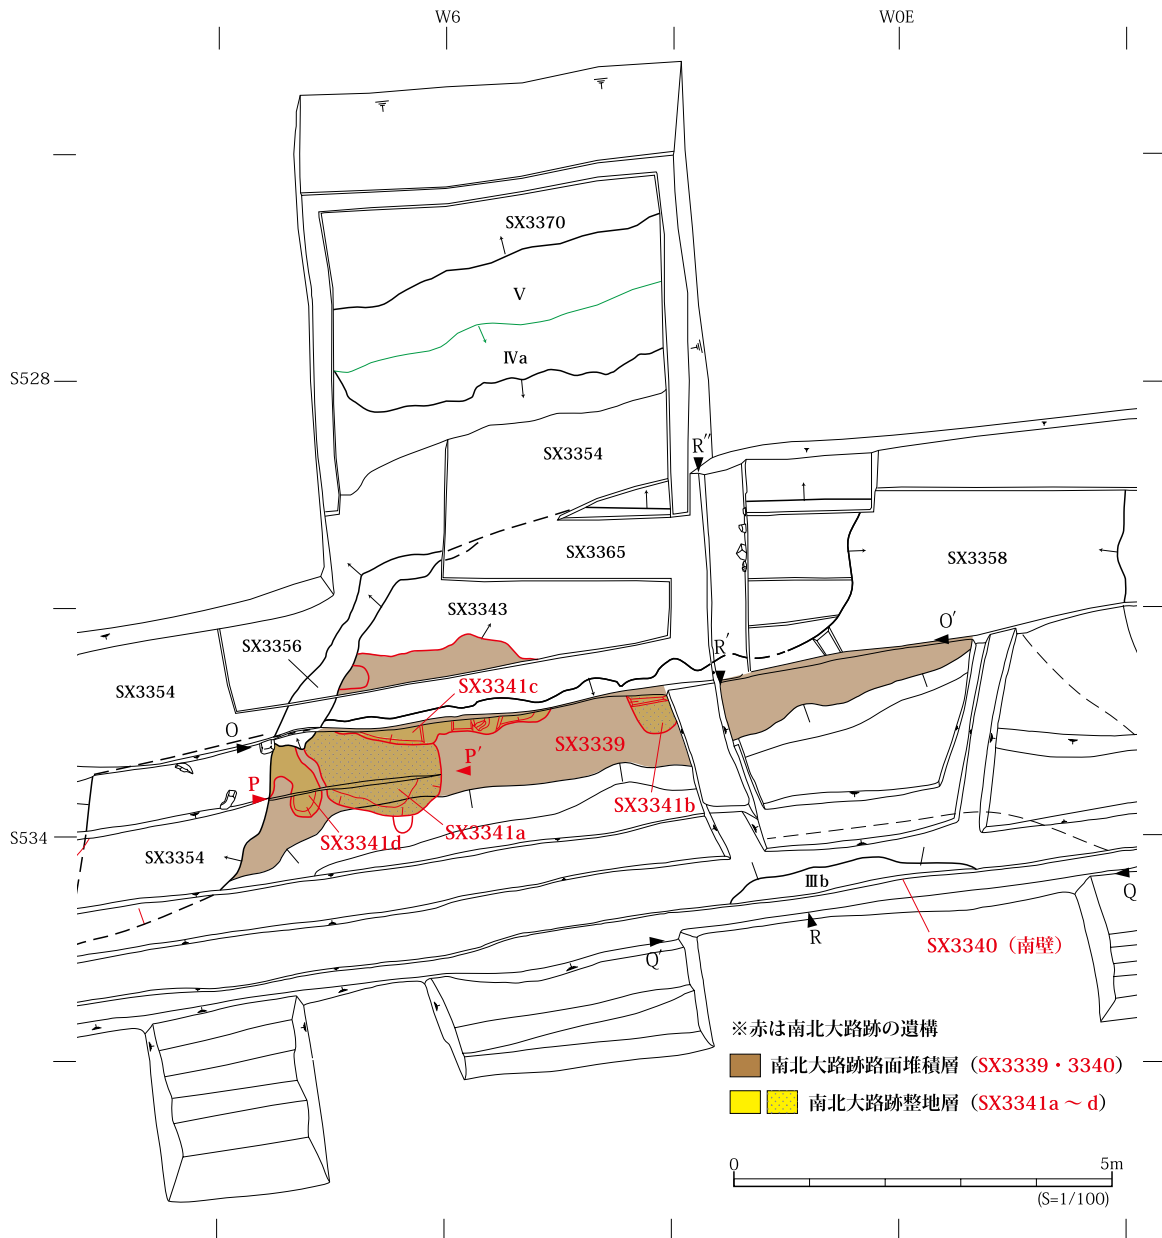 W6
W0E
SX3370
V
Ⅳa
S528
R″
SX3354
SX3365
SX3358
SX3343
O′
SX3356
R′
SX3354
SX3341c
O
SX3339
P′
P
SX3341b
SX3341a
SX3341d
S534
SX3354
Ⅲb
Q
R
SX3340（南壁）
Q′
※赤は南北大路跡の遺構
南北大路跡路面堆積層（SX3339・3340）
南北大路跡整地層（SX3341a ～ d）
0
5m
(S=1/100)